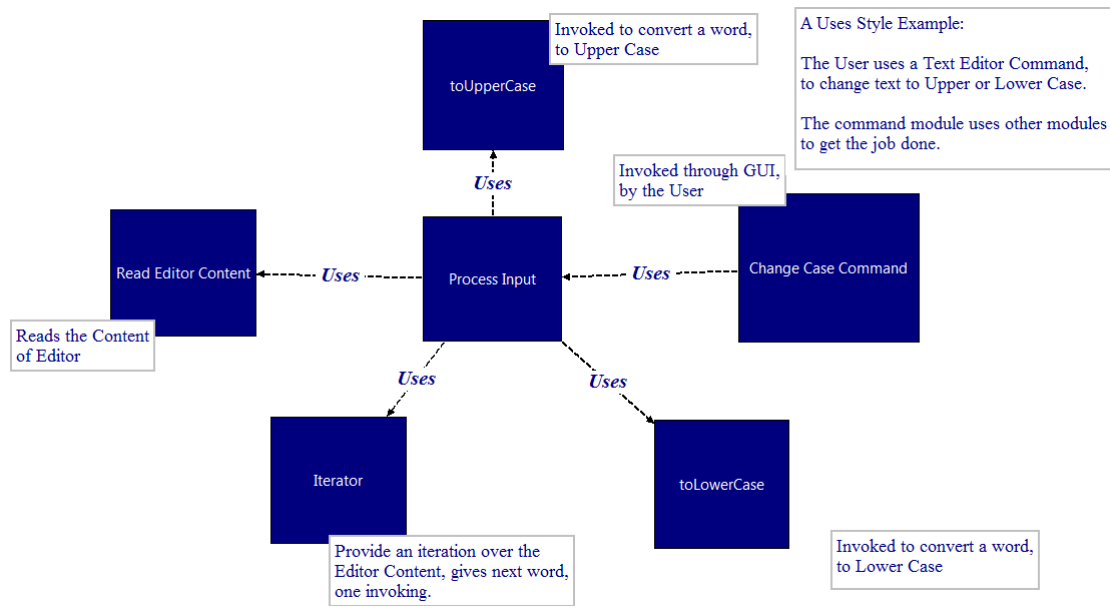 Invoked to convert a word,
to Upper Case
A Uses Style Example:
The User uses a Text Editor Command,
to change text to Upper or Lower Case.
The command module uses other modules
to get the job done.
toUpperCase
Uses
Invoked through GUI,
by the User
Read Editor Content
Uses
Process Input
Uses
Change Case Command
Reads the Content
of Editor
Uses
Uses
Iterator
toLowerCase
Provide an iteration over the
Editor Content, gives next word,
one invoking.
Invoked to convert a word,
to Lower Case